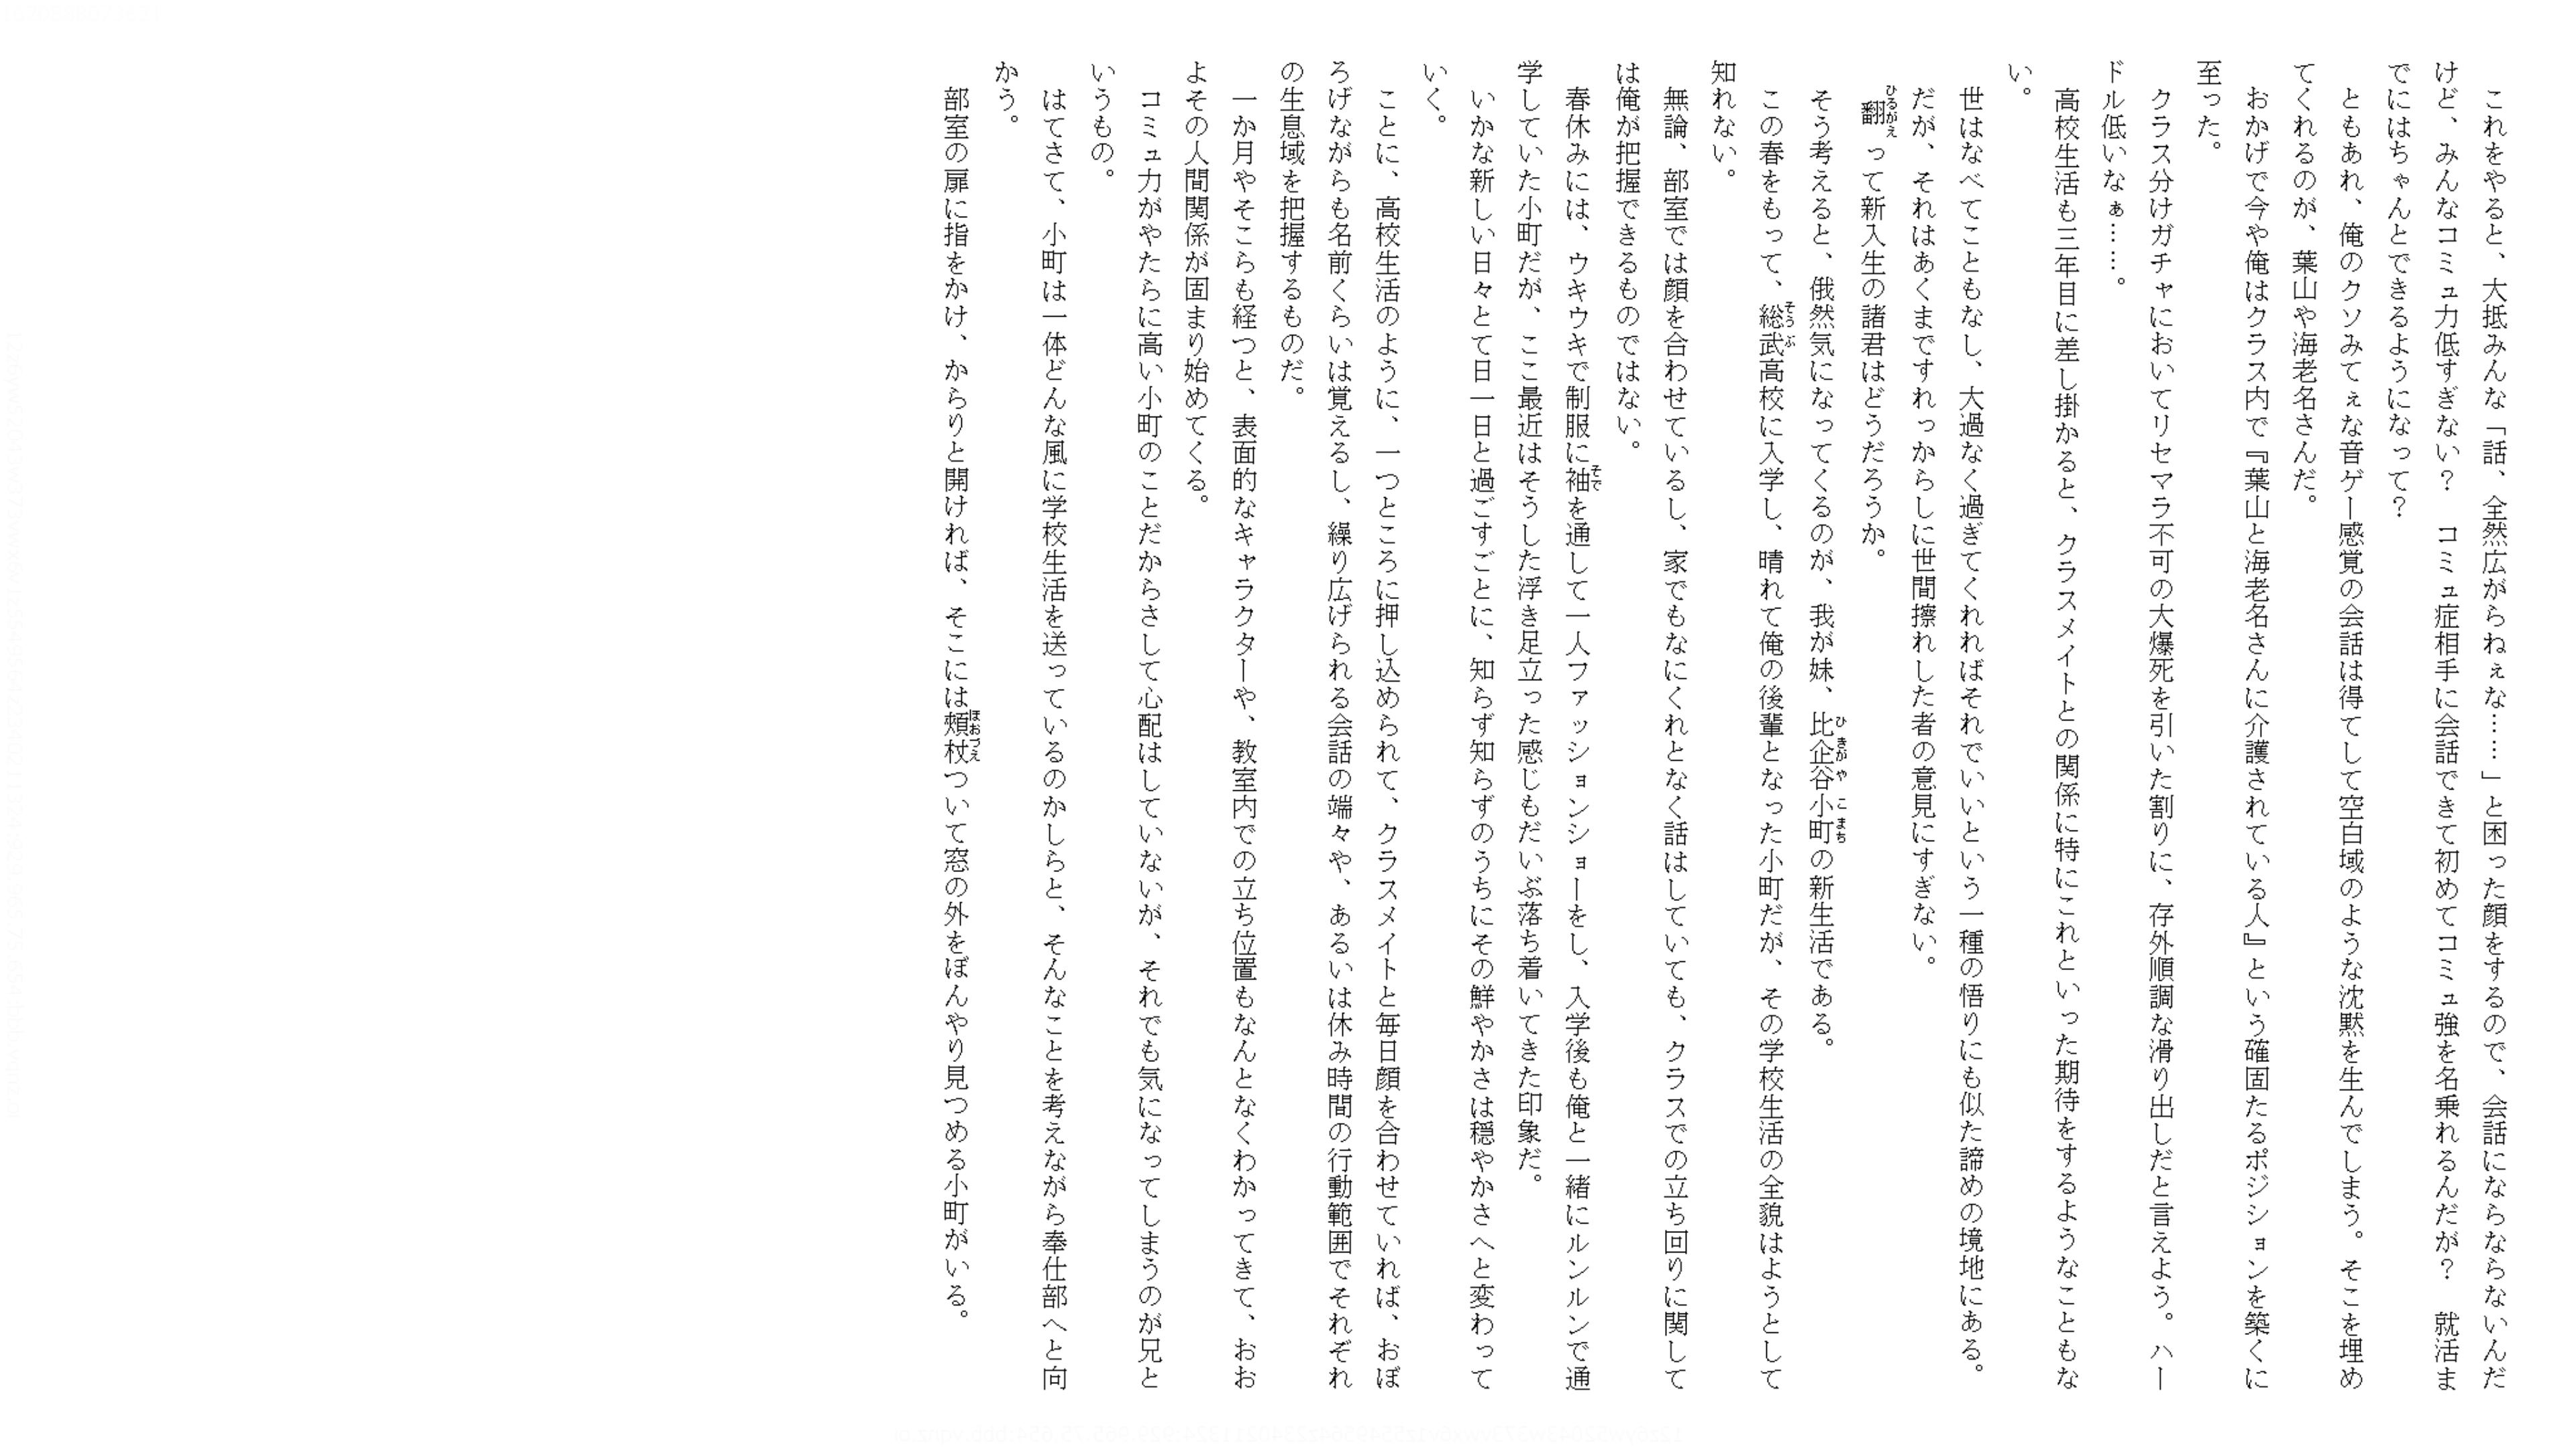 これをやると、大抵みんな「話、全然広がらねぇな……」と困った顔をするので、会話にならならないんだ
けど、みんなコミュ力低すぎない？　コミュ症相手に会話できて初めてコミュ強を名乗れるんだが？　就活ま
でにはちゃんとできるようになって？
ともあれ、俺のクソみてぇな音ゲー感覚の会話は得てして空白域のような沈黙を生んでしまう。そこを埋め
てくれるのが、葉山や海老名さんだ。
おかげで今や俺はクラス内で『葉山と海老名さんに介護されている人』という確固たるポジションを築くに
至った。
クラス分けガチャにおいてリセマラ不可の大爆死を引いた割りに、存外順調な滑り出しだと言えよう。ハー
ドル低いなぁ……。
高校生活も三年目に差し掛かると、クラスメイトとの関係に特にこれといった期待をするようなこともな
い。
世はなべてこともなし、大過なく過ぎてくれればそれでいいという一種の悟りにも似た諦めの境地にある。
だが、それはあくまですれっからしに世間擦れした者の意見にすぎない。
翻って新入生の諸君はどうだろうか。
そう考えると、俄然気になってくるのが、我が妹、比企谷小町の新生活である。
この春をもって、総武高校に入学し、晴れて俺の後輩となった小町だが、その学校生活の全貌はようとして
知れない。
無論、部室では顔を合わせているし、家でもなにくれとなく話はしていても、クラスでの立ち回りに関して
は俺が把握できるものではない。
春休みには、ウキウキで制服に袖を通して一人ファッションショーをし、入学後も俺と一緒にルンルンで通
学していた小町だが、ここ最近はそうした浮き足立った感じもだいぶ落ち着いてきた印象だ。
いかな新しい日々とて日一日と過ごすごとに、知らず知らずのうちにその鮮やかさは穏やかさへと変わって
いく。
ことに、高校生活のように、一つところに押し込められて、クラスメイトと毎日顔を合わせていれば、おぼ
ろげながらも名前くらいは覚えるし、繰り広げられる会話の端々や、あるいは休み時間の行動範囲でそれぞれ
の生息域を把握するものだ。
一か月やそこらも経つと、表面的なキャラクターや、教室内での立ち位置もなんとなくわかってきて、おお
よその人間関係が固まり始めてくる。
コミュ力がやたらに高い小町のことだからさして心配はしていないが、それでも気になってしまうのが兄と
いうもの。
はてさて、小町は一体どんな風に学校生活を送っているのかしらと、そんなことを考えながら奉仕部へと向
かう。
部室の扉に指をかけ、からりと開ければ、そこには頬杖ついて窓の外をぼんやり見つめる小町がいる。